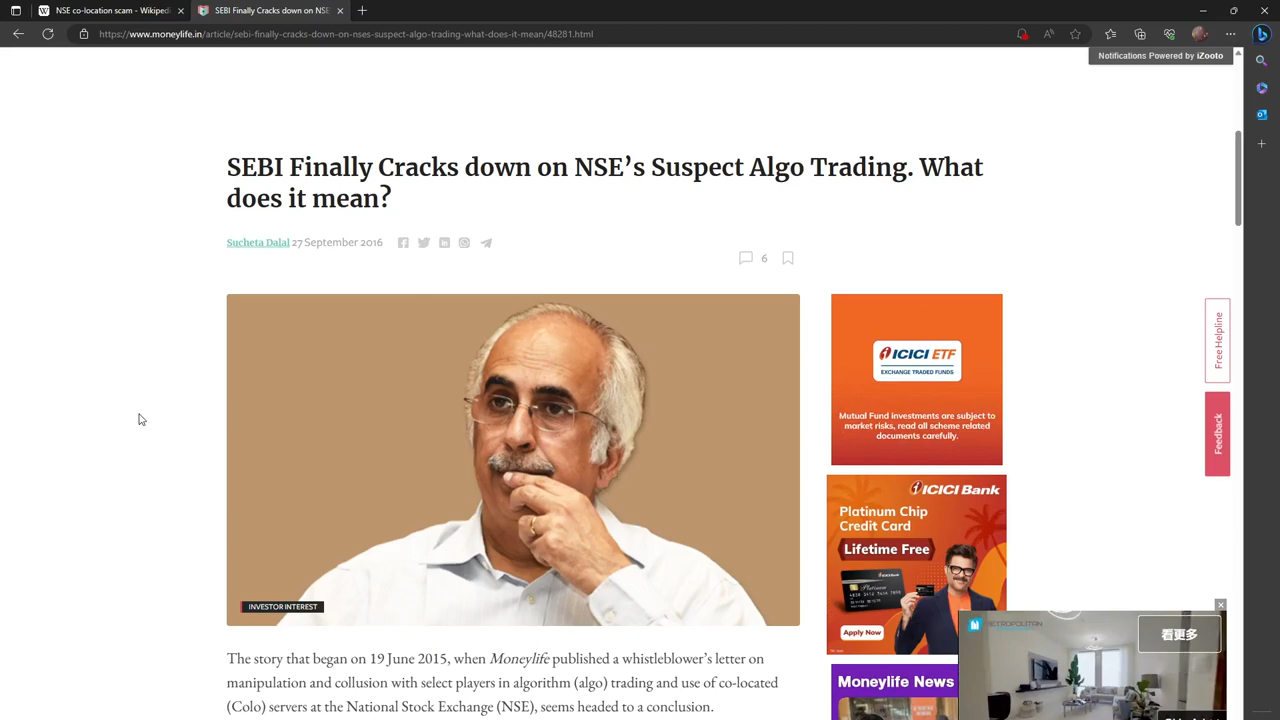 NSE co-location scam - Wikiped
SEBI Finally Cracks down on NSE's
https://www.moneylife.in/article/sebi-finally-cracks-down-on-nses-suspect-algo-trading-what-does-it-mean/48281.html
Notifications Powered by iZooto
SEBI Finally Cracks down on NSE’s Suspect Algo Trading. What
does it mean?
Sucheta Dalal 27 September 2016
6
INVESTOR INTEREST
The story that began on 19 June 2015, when Moneylife published a whistleblower’s letter on
manipulation and collusion with select players in algorithm (algo) trading and use of co-located
(Colo) servers at the National Stock Exchange (NSE), seems headed to a conclusion.
ICICI ETF
EXCHANGE TRADED FUNDS
Mutual Fund investments are subject to
market risks, read all scheme related
documents carefully.
ICICI Bank
Platinum Chip
Credit Card
Lifetime Free
Apply Now
Moneylife News
METROPOLITAN
看更多
Free Helpline
Feedback